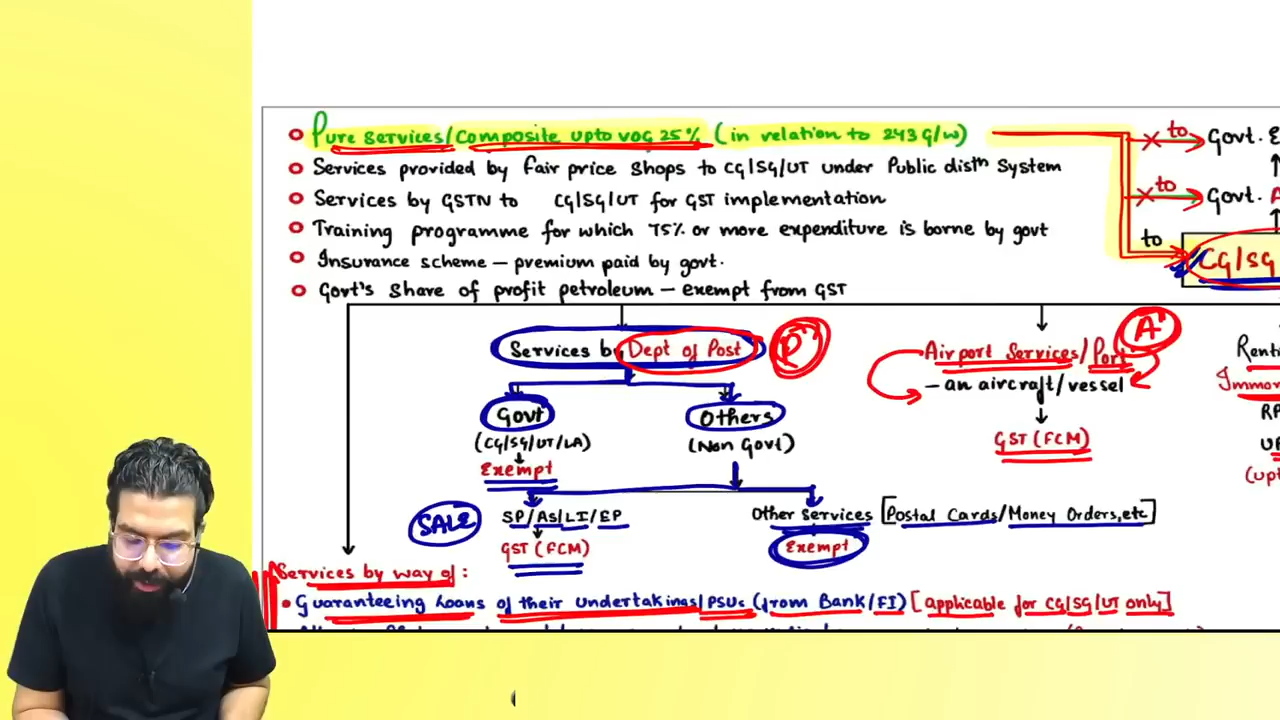 Pure services/Composite upto VOG 25% (in relation to 243G/W)
Services provided by fair price shops to CG/SG/UT under Public distⁿ System
Services by GSTN to CG/SG/UT for GST implementation
Training programme for which 75% or more expenditure is borne by govt
Insurance scheme – premium paid by govt.
Govt's share of profit petroleum – exempt from GST
to
Govt. E
to
Govt. A
to
CG/SG
Services by Dept of Post
P
Govt
(CG/SG/UT/LA)
Exempt
Others
(Non Govt)
SALE
SP/AS/LI/EP
GST (FCM)
Other Services [Postal Cards/Money Orders, etc]
Exempt
A
Airport Services/Port
– an aircraft/vessel
GST (FCM)
Renti
Immor
(upt
Services by way of :
Guaranteeing Loans of their undertakings/PSUs (from Bank/FI) [applicable for CG/SG/UT only]